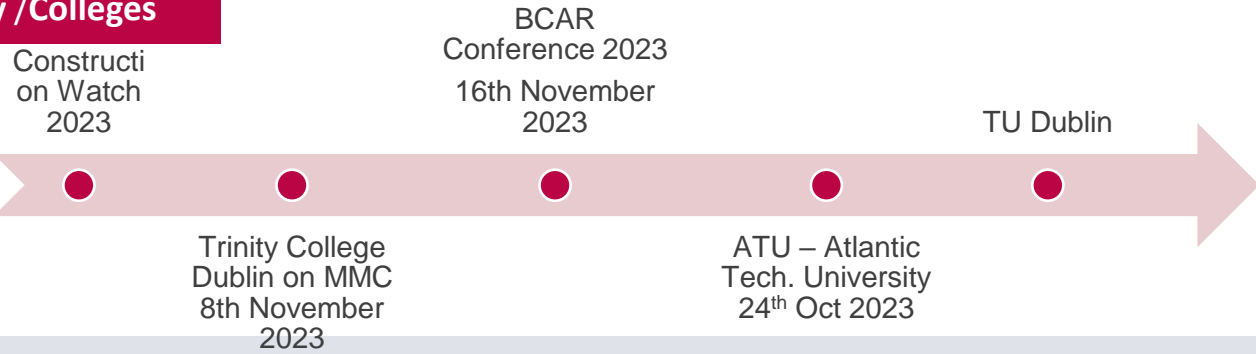 /Colleges
Constructi
on Watch
2023
Trinity College
Dublin on MMC
8th November
2023
BCAR
Conference 2023
16th November
2023
ATU – Atlantic
Tech. University
24th Oct 2023
TU Dublin